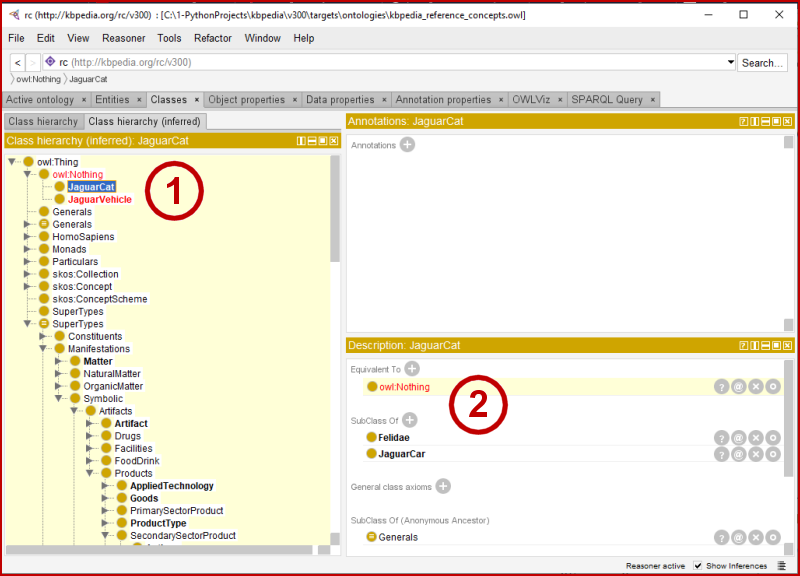 rc (http://kbpedia.org/rc/v300) : [C:\1-PythonProjects\kbpedia\v300\targets\ontologies\kbpedia_reference_concepts.owl]
File Edit View Reasoner Tools Refactor Window Help
< > rc (http://kbpedia.org/rc/v300) Search...
owl:Nothing JaguarCat
Active ontology × Entities × Classes × Object properties × Data properties × Annotation properties × OWLViz × SPARQL Query ×
Class hierarchy Class hierarchy (inferred)
Class hierarchy (inferred): JaguarCat
owl:Thing
owl:Nothing
JaguarCat
JaguarVehicle
1
Generals
Generals
HomoSapiens
Monads
Particulars
skos:Collection
skos:Concept
skos:ConceptScheme
SuperTypes
SuperTypes
Constituents
Manifestations
Matter
NaturalMatter
OrganicMatter
Symbolic
Artifacts
Artifact
Drugs
Facilities
FoodDrink
Products
AppliedTechnology
Goods
PrimarySectorProduct
ProductType
SecondarySectorProduct
Annotations: JaguarCat
Annotations
Description: JaguarCat
Equivalent To
owl:Nothing
2
SubClass Of
Felidae
JaguarCar
General class axioms
SubClass Of (Anonymous Ancestor)
Generals
Reasoner active Show Inferences